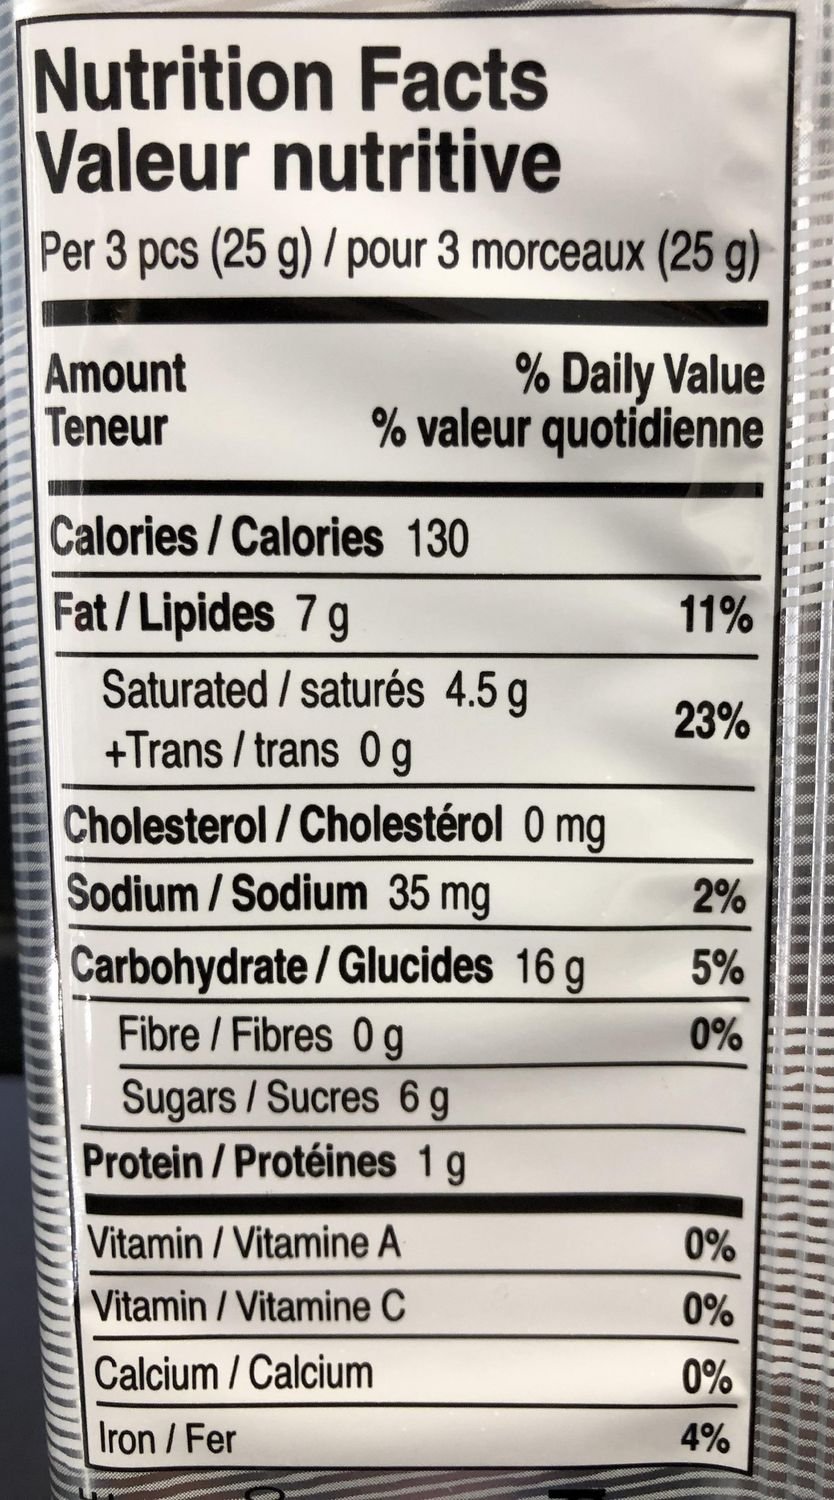 Nutrition Facts
Valeur nutritive
Per 3 pcs (25 g) / pour 3 morceaux (25 g)
Amount % Daily Value
Teneur % valeur quotidienne
Calories / Calories 130
Fat / Lipides 7 g 11%
Saturated / saturés 4.5 g
+Trans / trans 0 g 23%
Cholesterol / Cholestérol 0 mg
Sodium / Sodium 35 mg 2%
Carbohydrate / Glucides 16 g 5%
Fibre / Fibres 0 g 0%
Sugars / Sucres 6 g
Protein / Protéines 1 g
Vitamin / Vitamine A 0%
Vitamin / Vitamine C 0%
Calcium / Calcium 0%
Iron / Fer 4%